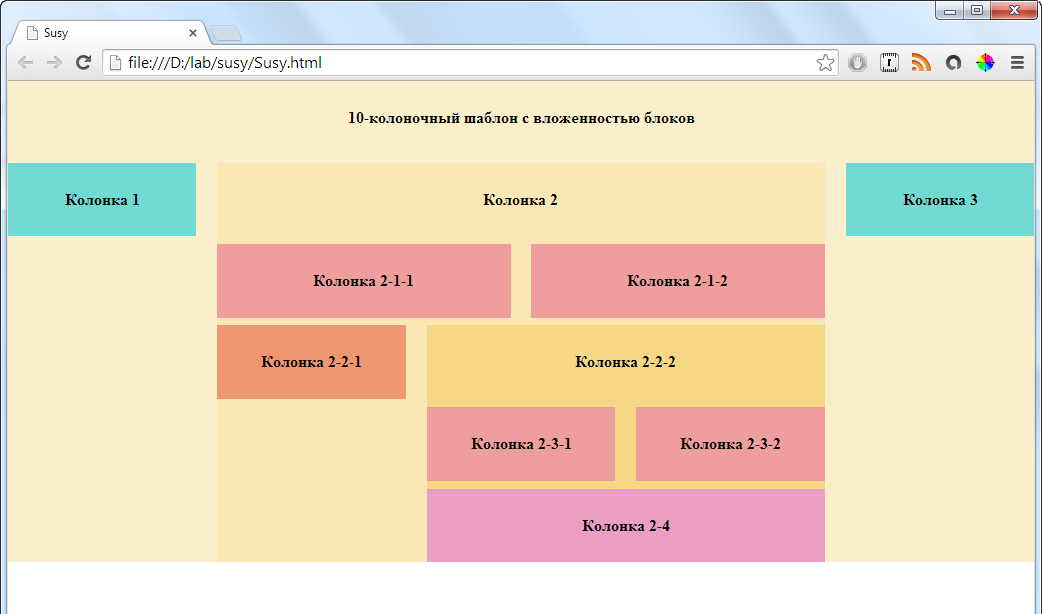 Susy
file:///D:/lab/susy/Susy.html
10-колоночный шаблон с вложенностью блоков
Колонка 1
Колонка 2
Колонка 3
Колонка 2-1-1
Колонка 2-1-2
Колонка 2-2-1
Колонка 2-2-2
Колонка 2-3-1
Колонка 2-3-2
Колонка 2-4